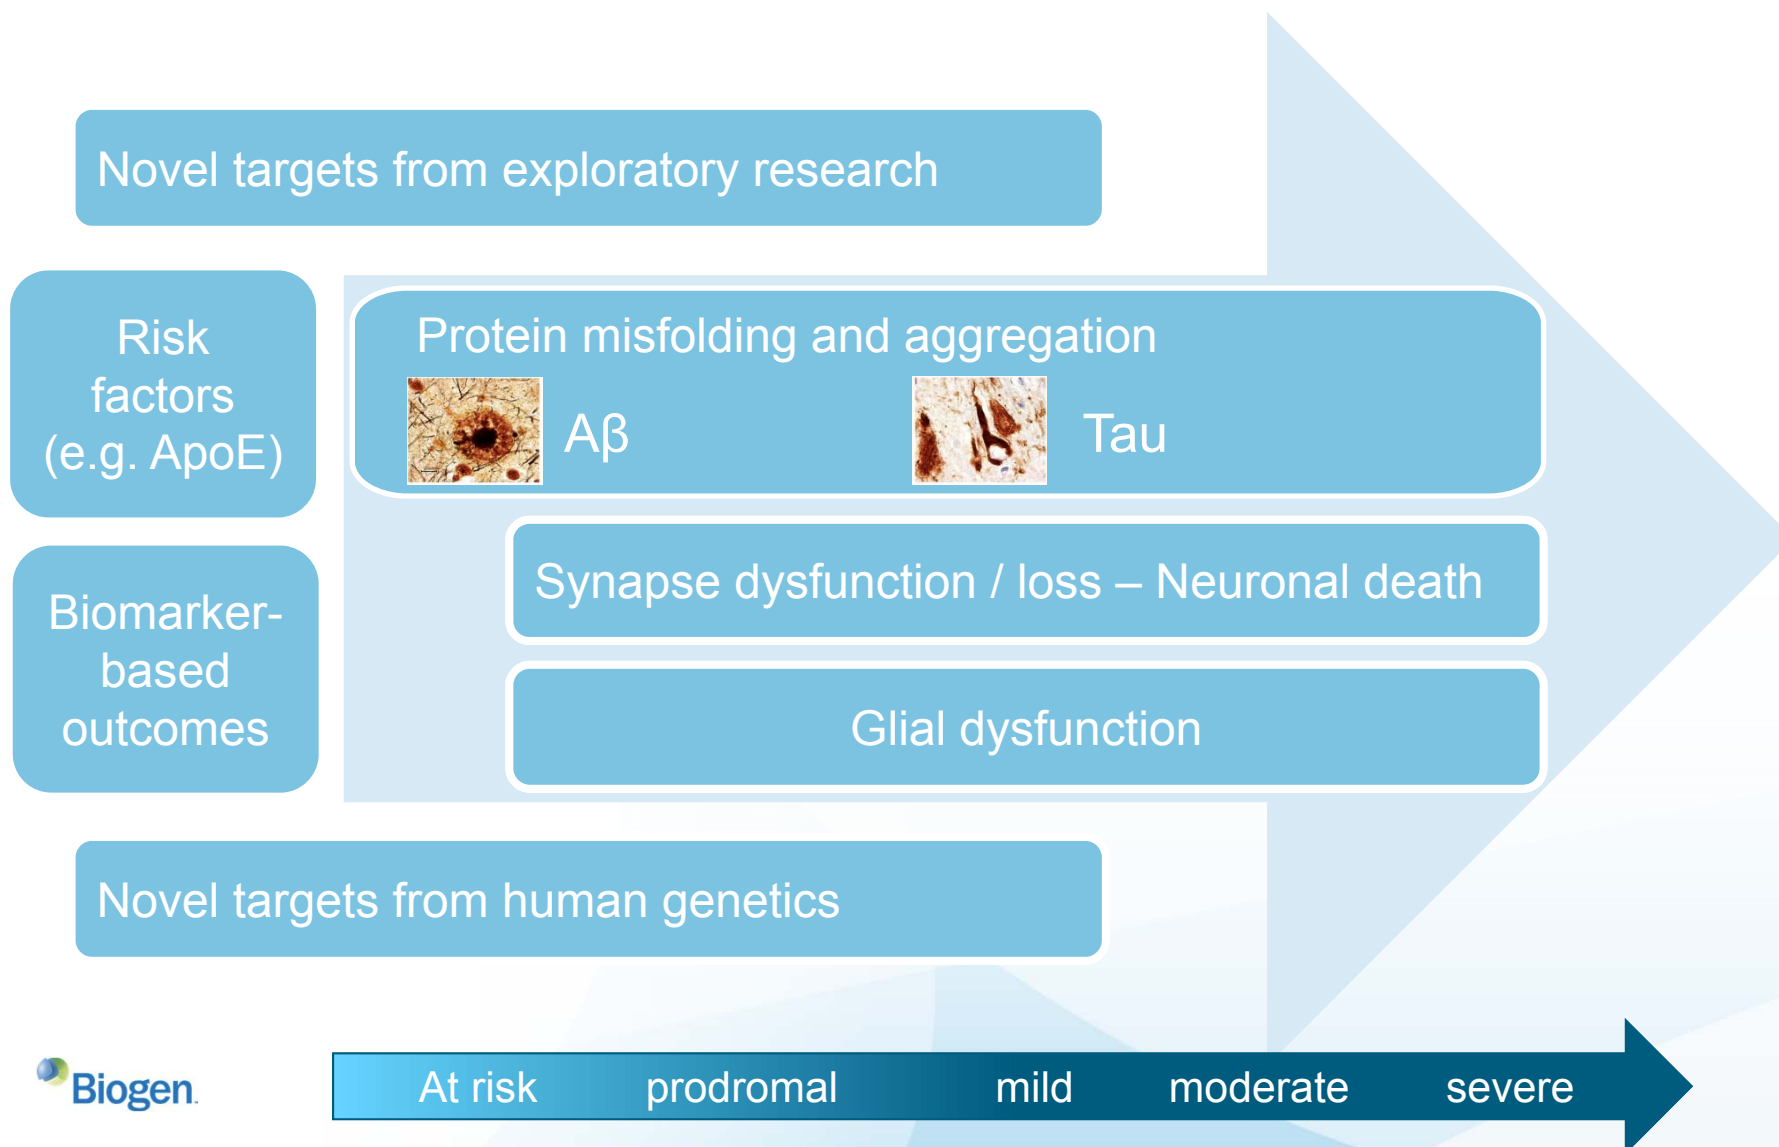 Novel targets from exploratory research
Risk
factors
(e.g. ApoE)
Protein misfolding and aggregation
Aβ
Tau
Synapse dysfunction / loss – Neuronal death
Biomarker-
based
outcomes
Glial dysfunction
Novel targets from human genetics
Biogen.
At risk prodromal mild moderate severe